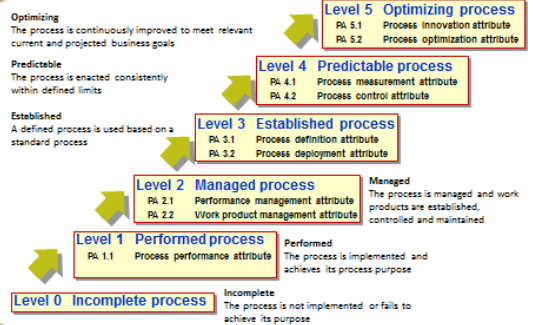 Level 5 Optimizing process
PA 5.1 Process innovation attribute
PA 5.2 Process optimization attribute
Optimizing
The process is continuously improved to meet relevant
current and projected business goals
Level 4 Predictable process
PA 4.1 Process measurement attribute
PA 4.2 Process control attribute
Predictable
The process is enacted consistently
within defined limits
Level 3 Established process
PA 3.1 Process definition attribute
PA 3.2 Process deployment attribute
Established
A defined process is used based on a
standard process
Level 2 Managed process
PA 2.1 Performance management attribute
PA 2.2 Work product management attribute
Managed
The process is managed and work
products are established,
controlled and maintained
Level 1 Performed process
PA 1.1 Process performance attribute
Performed
The process is implemented and
achieves its process purpose
Level 0 Incomplete process
Incomplete
The process is not implemented or fails to
achieve its purpose